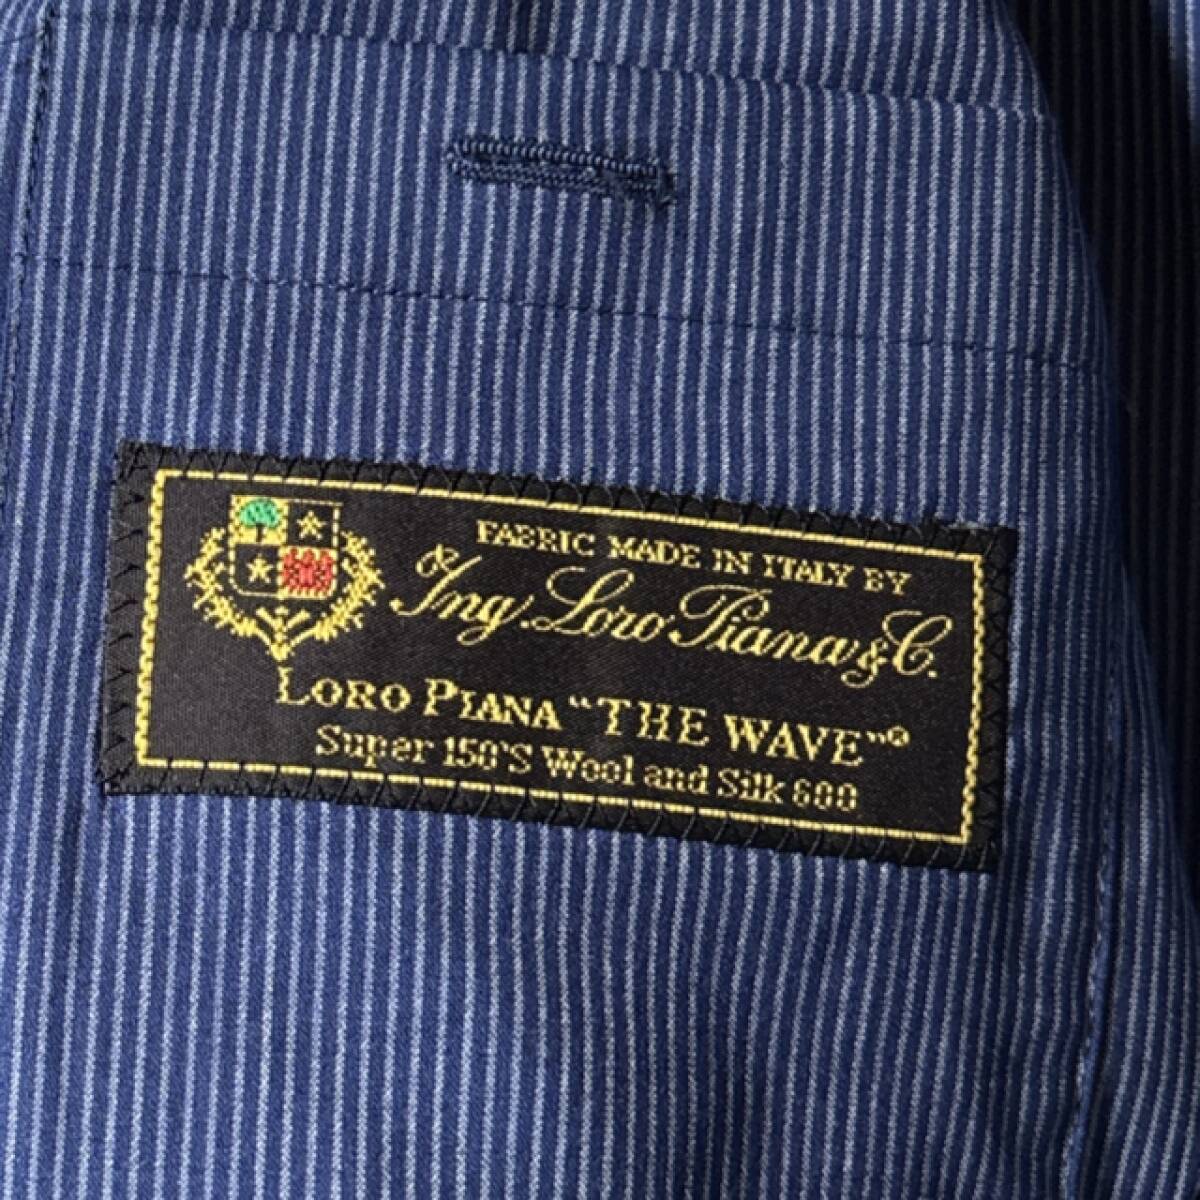 FABRIC MADE IN ITALY BY
Ing. Loro Piana & C.
LORO PIANA "THE WAVE"®
Super 150'S Wool and Silk 600